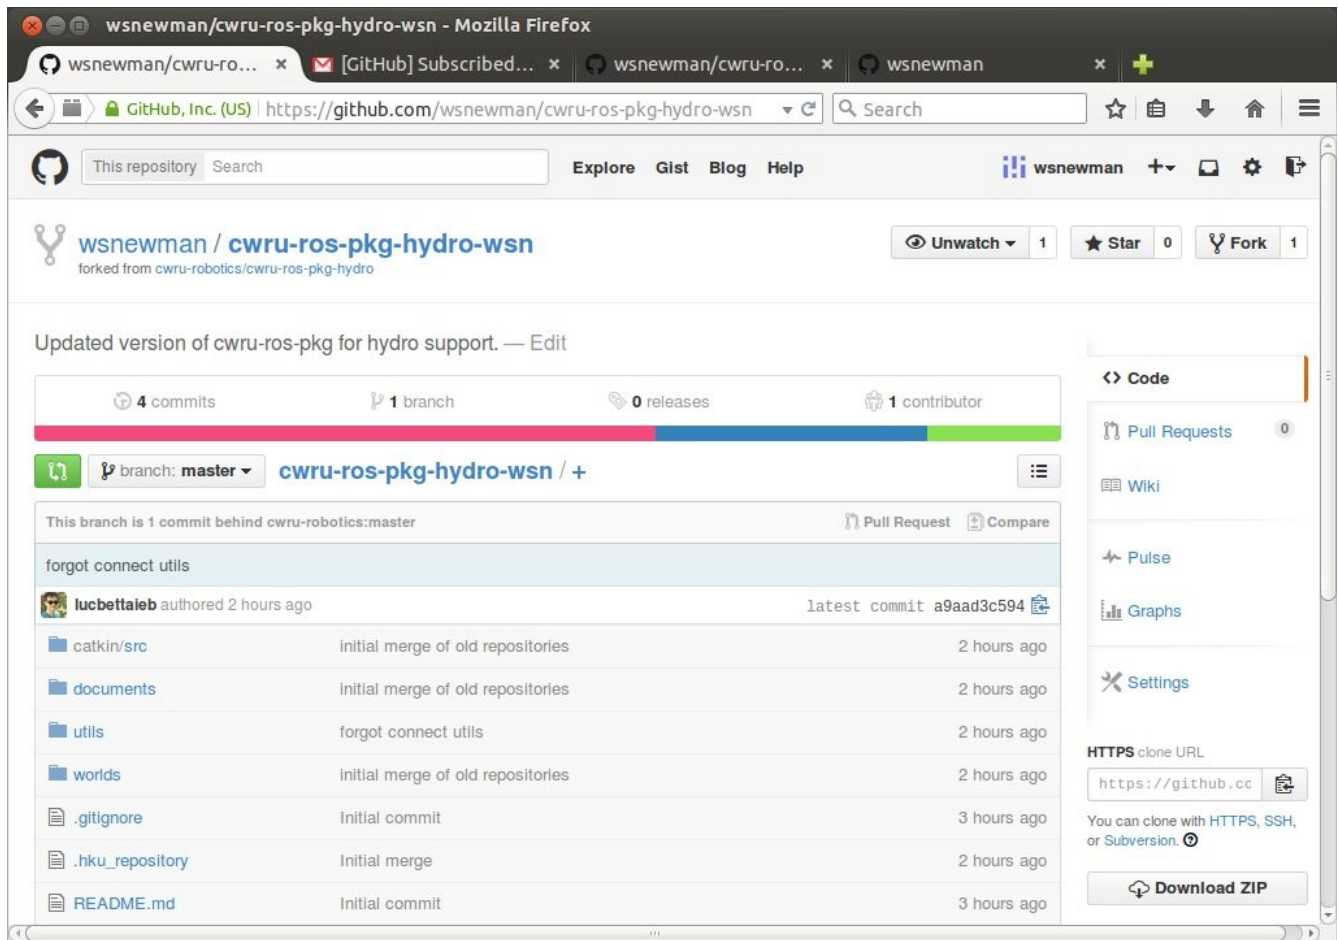 wsnewman/cwru-ros-pkg-hydro-wsn - Mozilla Firefox
wsnewman/cwru-ro... × [GitHub] Subscribed... × wsnewman/cwru-ro... × wsnewman ×
GitHub, Inc. (US) https://github.com/wsnewman/cwru-ros-pkg-hydro-wsn Search
This repository Search Explore Gist Blog Help wsnewman
wsnewman / cwru-ros-pkg-hydro-wsn Unwatch 1 Star 0 Fork 1
forked from cwru-robotics/cwru-ros-pkg-hydro
Updated version of cwru-ros-pkg for hydro support. — Edit
4 commits 1 branch 0 releases 1 contributor
branch: master cwru-ros-pkg-hydro-wsn / +
This branch is 1 commit behind cwru-robotics:master Pull Request Compare
forgot connect utils
lucbettaieb authored 2 hours ago latest commit a9aad3c594
catkin/src Initial merge of old repositories 2 hours ago
documents initial merge of old repositories 2 hours ago
utils forgot connect utils 2 hours ago
worlds initial merge of old repositories 2 hours ago
.gitignore Initial commit 3 hours ago
.hku_repository Initial merge 2 hours ago
README.md Initial commit 3 hours ago
Code
Pull Requests 0
Wiki
Pulse
Graphs
Settings
HTTPS clone URL
https://github.cc
You can clone with HTTPS, SSH,
or Subversion.
Download ZIP